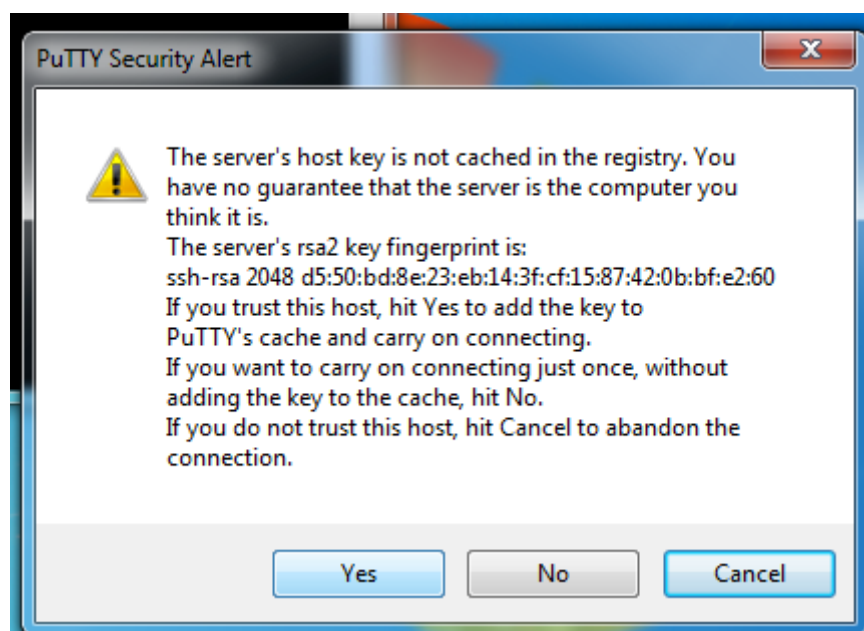 PuTTY Security Alert
The server's host key is not cached in the registry. You
have no guarantee that the server is the computer you
think it is.
The server's rsa2 key fingerprint is:
ssh-rsa 2048 d5:50:bd:8e:23:eb:14:3f:cf:15:87:42:0b:bf:e2:60
If you trust this host, hit Yes to add the key to
PuTTY's cache and carry on connecting.
If you want to carry on connecting just once, without
adding the key to the cache, hit No.
If you do not trust this host, hit Cancel to abandon the
connection.
Yes No Cancel